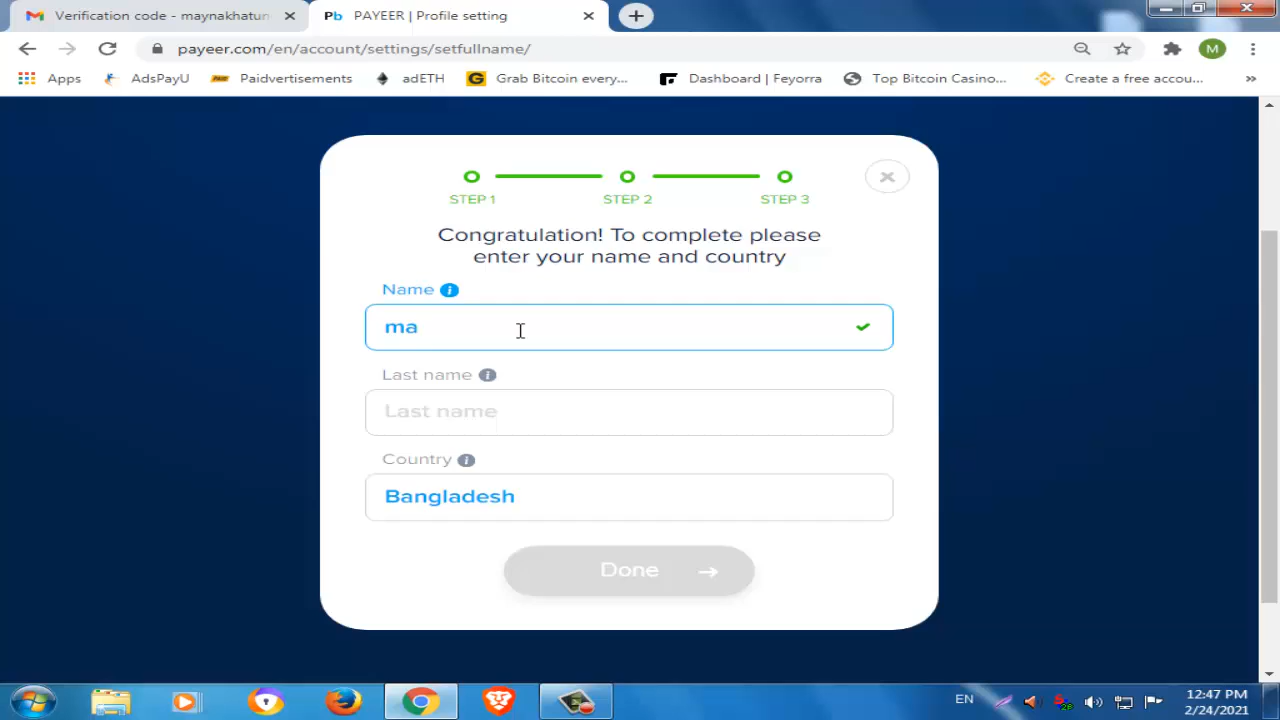 Verification code - maynakhatun
Pb PAYEER | Profile setting
payeer.com/en/account/settings/setfullname/
M
Apps AdsPayU Paidvertisements adETH Grab Bitcoin every... Dashboard | Feyorra Top Bitcoin Casino... Create a free accou... »
STEP 1 STEP 2 STEP 3
Congratulation! To complete please
enter your name and country
Name
ma
Last name
Last name
Country
Bangladesh
Done →
EN
12:47 PM
2/24/2021